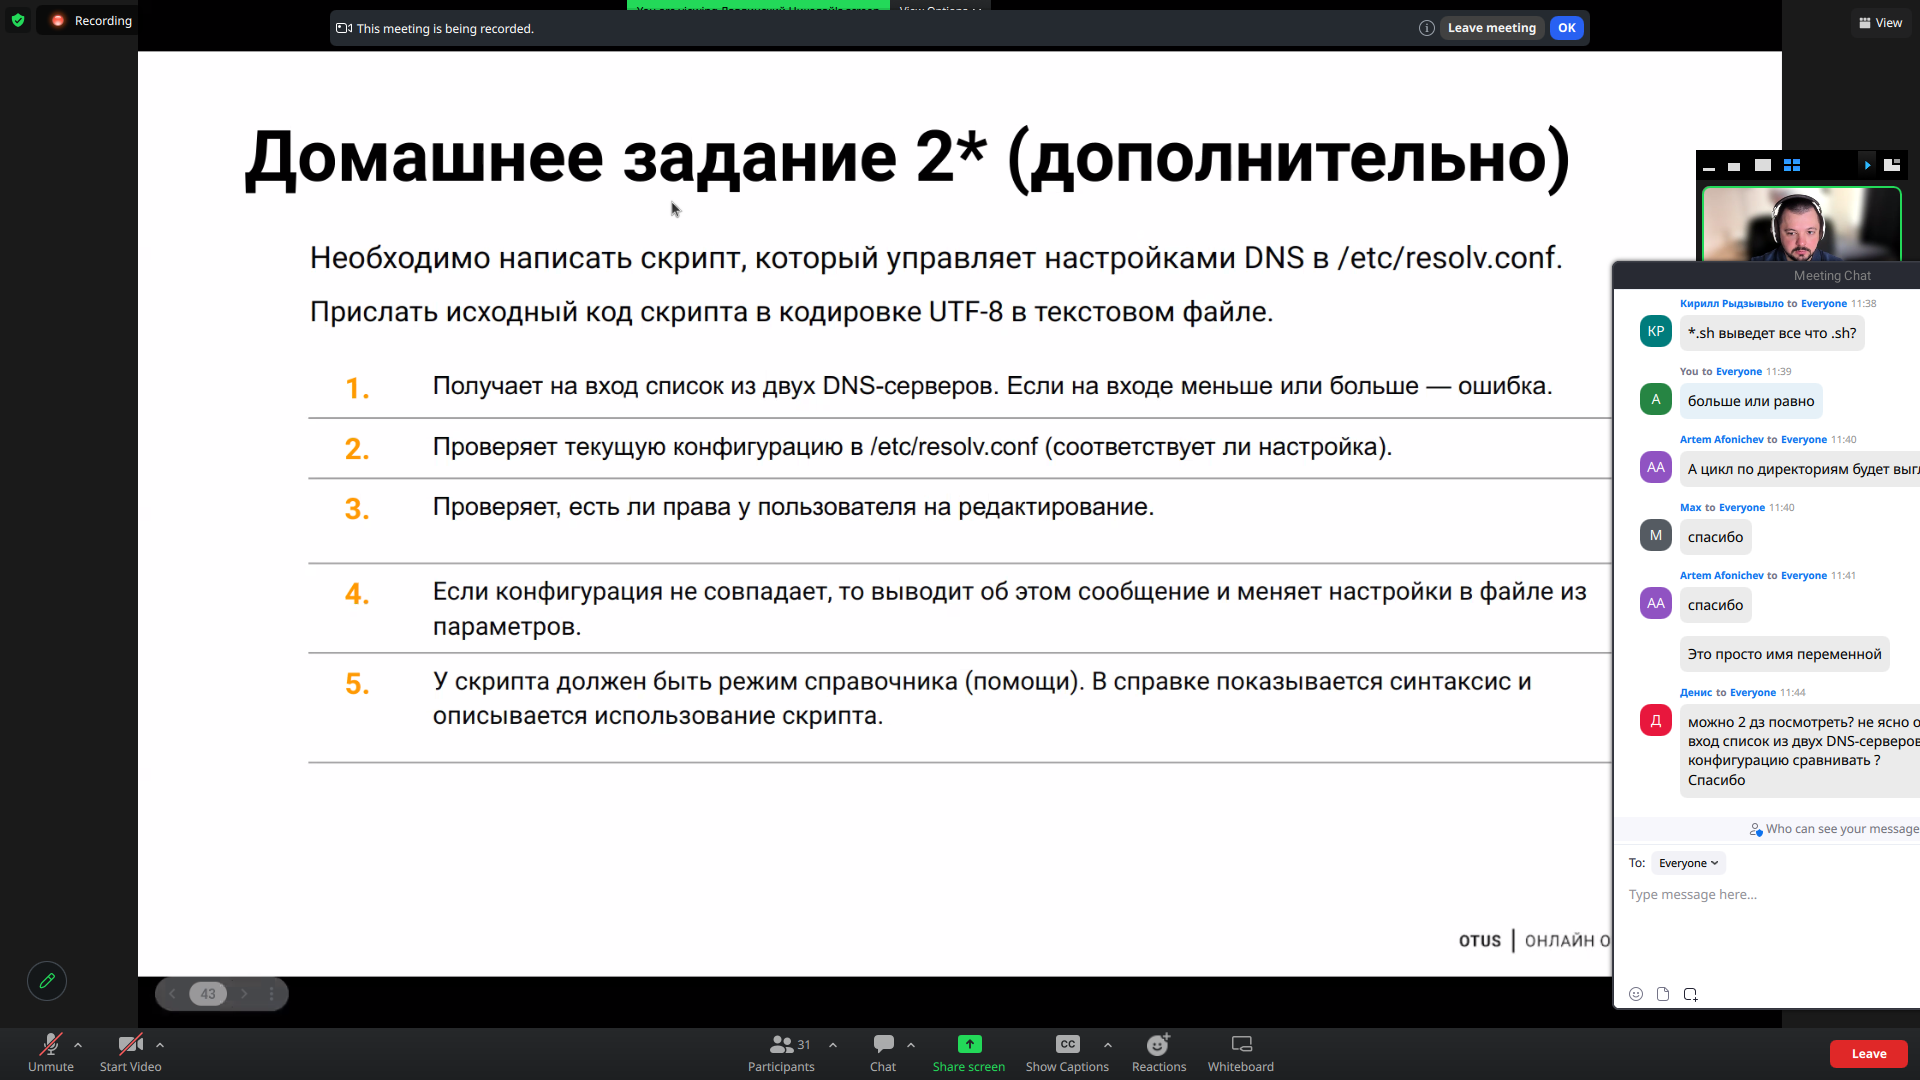 Recording
View Options
This meeting is being recorded.
Leave meeting
OK
View
Домашнее задание 2* (дополнительно)
Необходимо написать скрипт, который управляет настройками DNS в /etc/resolv.conf.
Прислать исходный код скрипта в кодировке UTF-8 в текстовом файле.
1. Получает на вход список из двух DNS-серверов. Если на входе меньше или больше — ошибка.
2. Проверяет текущую конфигурацию в /etc/resolv.conf (соответствует ли настройка).
3. Проверяет, есть ли права у пользователя на редактирование.
4. Если конфигурация не совпадает, то выводит об этом сообщение и меняет настройки в файле из
параметров.
5. У скрипта должен быть режим справочника (помощи). В справке показывается синтаксис и
описывается использование скрипта.
OTUS | ОНЛАЙН О
43
Meeting Chat
Кирилл Рыдзывыло to Everyone 11:38
КР
*.sh выведет все что .sh?
You to Everyone 11:39
A
больше или равно
Artem Afonichev to Everyone 11:40
AA
А цикл по директориям будет
Max to Everyone 11:40
M
спасибо
Artem Afonichev to Everyone 11:41
AA
спасибо
Это просто имя переменной
Денис to Everyone 11:44
Д
можно 2 дз посмотреть? не ясно
вход список из двух DNS-серверов
конфигурацию сравнивать ?
Спасибо
Who can see your message
To: Everyone
Type message here...
Unmute
Start Video
31
Participants
Chat
Share screen
CC
Show Captions
Reactions
Whiteboard
Leave